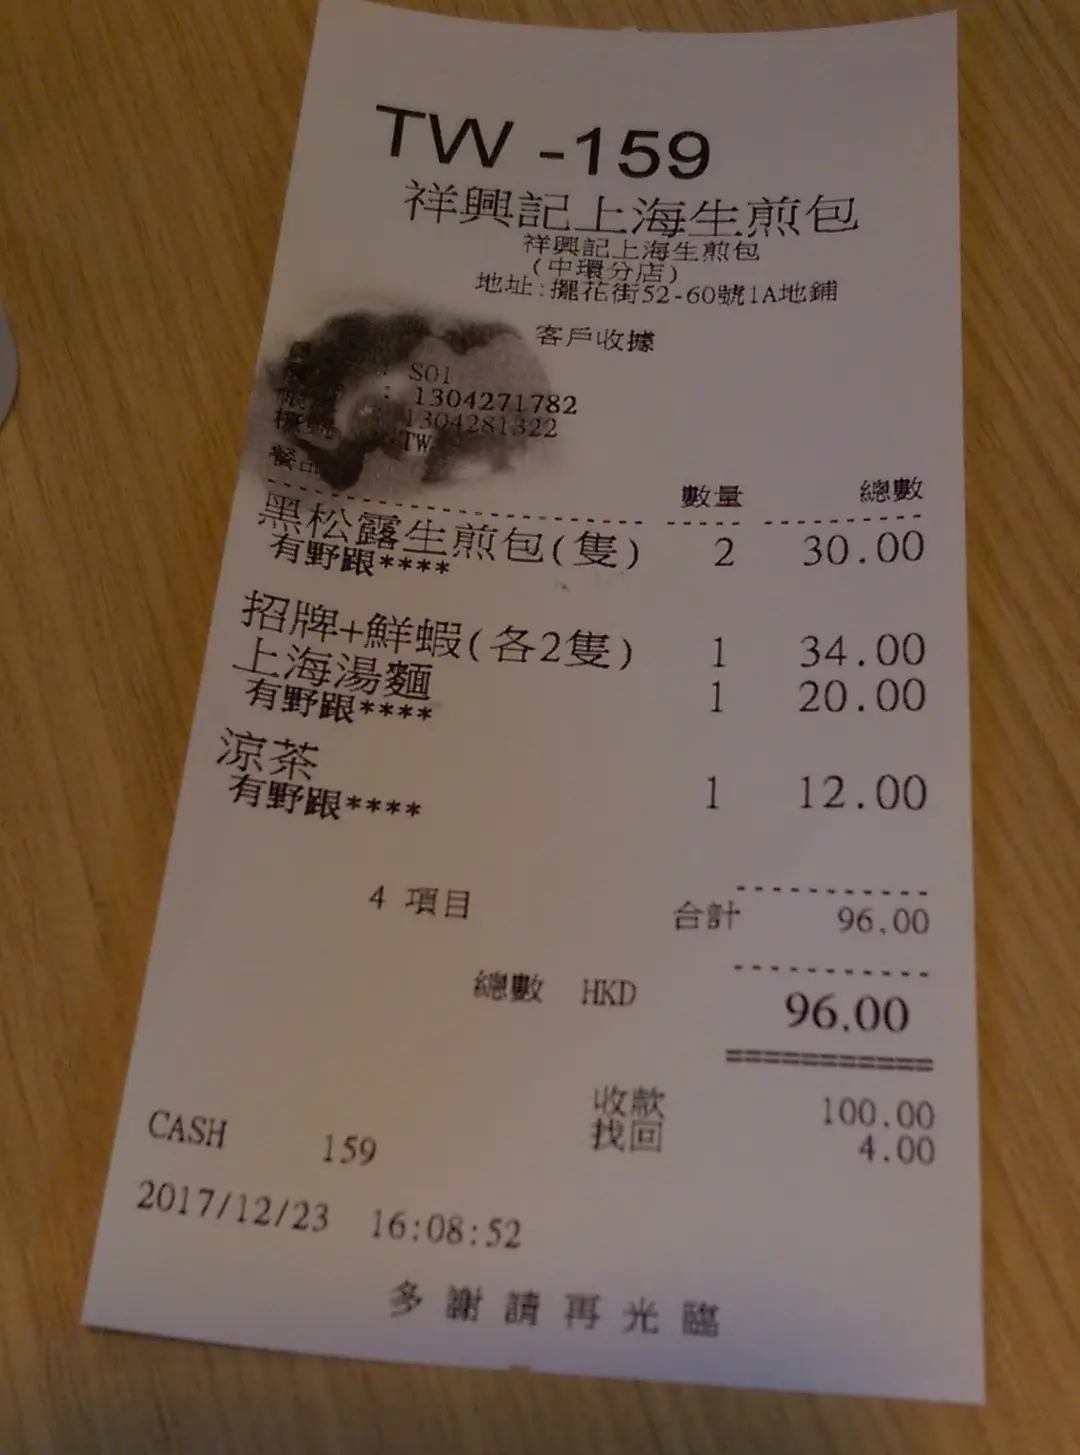 TW -159
祥興記上海生煎包
祥興記上海生煎包
(中環分店)
地址:擺花街52-60號1A地鋪
客戶收據
: S01
: 1304271782
1304281322
TW
餐品
數量 總數
黑松露生煎包(隻) 2 30.00
有野跟****
招牌+鮮蝦(各2隻) 1 34.00
上海湯麵 1 20.00
有野跟****
涼茶 1 12.00
有野跟****
4 項目
合計 96.00
總數 HKD 96.00
收款 100.00
CASH 159 找回 4.00
2017/12/23 16:08:52
多謝請再光臨